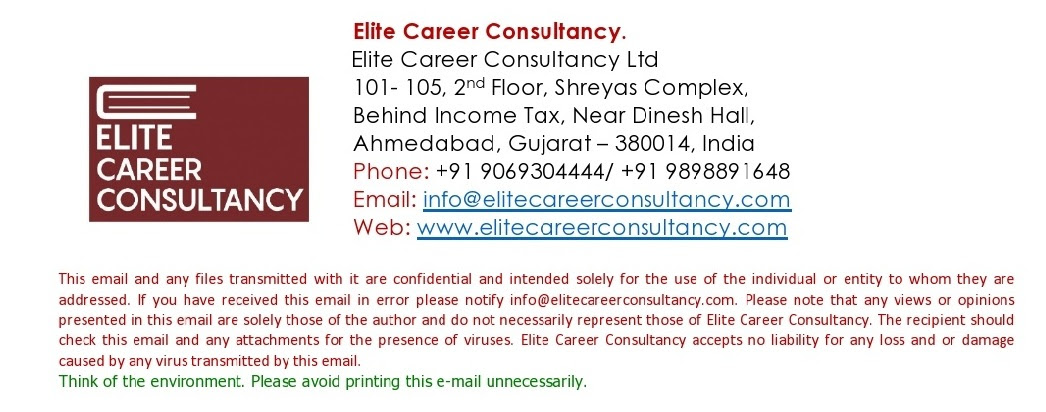 ELITE
CAREER
CONSULTANCY
Elite Career Consultancy.
Elite Career Consultancy Ltd
101- 105, 2nd Floor, Shreyas Complex,
Behind Income Tax, Near Dinesh Hall,
Ahmedabad, Gujarat – 380014, India
Phone: +91 9069304444/ +91 9898891648
Email: info@elitecareerconsultancy.com
Web: www.elitecareerconsultancy.com
This email and any files transmitted with it are confidential and intended solely for the use of the individual or entity to whom they are
addressed. If you have received this email in error please notify info@elitecareerconsultancy.com. Please note that any views or opinions
presented in this email are solely those of the author and do not necessarily represent those of Elite Career Consultancy. The recipient should
check this email and any attachments for the presence of viruses. Elite Career Consultancy accepts no liability for any loss and or damage
caused by any virus transmitted by this email.
Think of the environment. Please avoid printing this e-mail unnecessarily.